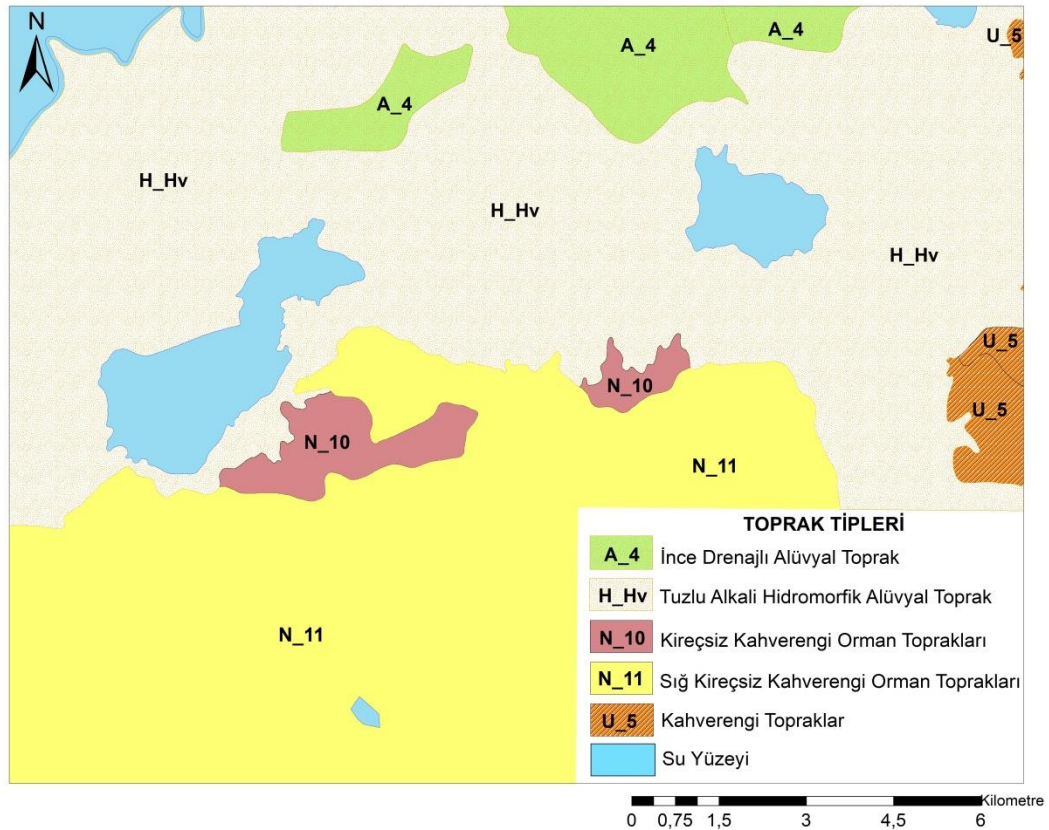 N
A_4
A_4
U_5
A_4
H_Hv
H_Hv
H_Hv
U_5
N_10
U_5
N_10
N_11
N_11
TOPRAK TİPLERİ
A_4 İnce Drenajlı Alüvyal Toprak
H_Hv Tuzlu Alkali Hidromorfik Alüvyal Toprak
N_10 Kireçsiz Kahverengi Orman Toprakları
N_11 Sığ Kireçsiz Kahverengi Orman Toprakları
U_5 Kahverengi Topraklar
Su Yüzeyi
Kilometre
0 0,75 1,5 3 4,5 6